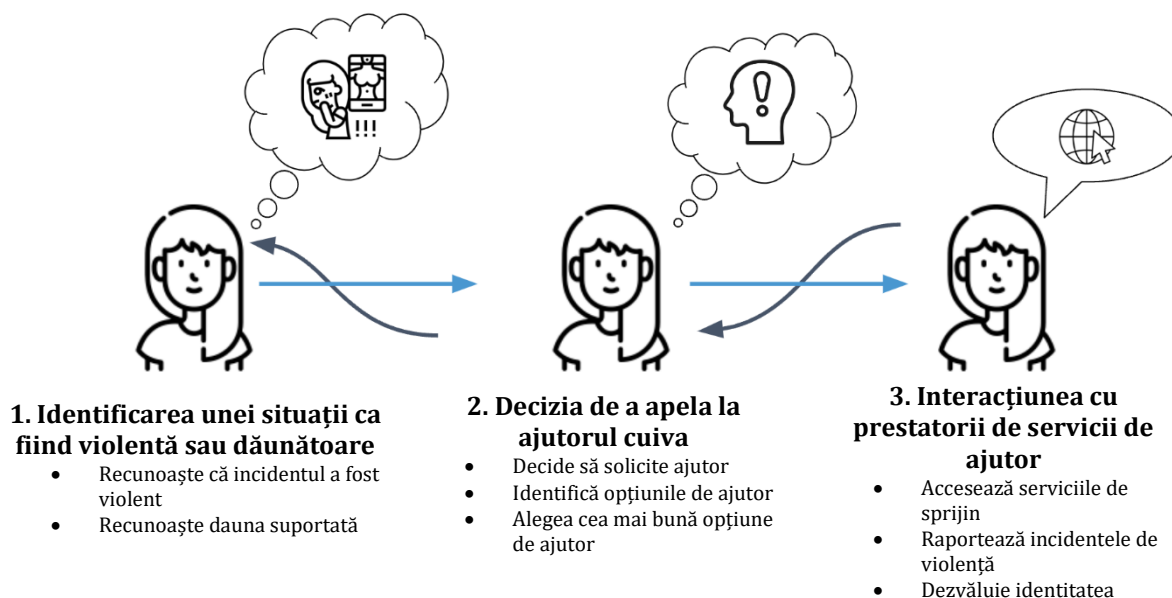 !!!
1. Identificarea unei situații ca
fiind violentă sau dăunătoare
• Recunoaște că incidentul a fost
violent
• Recunoaște dauna suportată
2. Decizia de a apela la
ajutorul cuiva
• Decide să solicite ajutor
• Identifică opțiunile de ajutor
• Alegea cea mai bună opțiune
de ajutor
3. Interacțiunea cu
prestatorii de servicii de
ajutor
• Accesează serviciile de
sprijin
• Raportează incidentele de
violență
• Dezvăluie identitatea